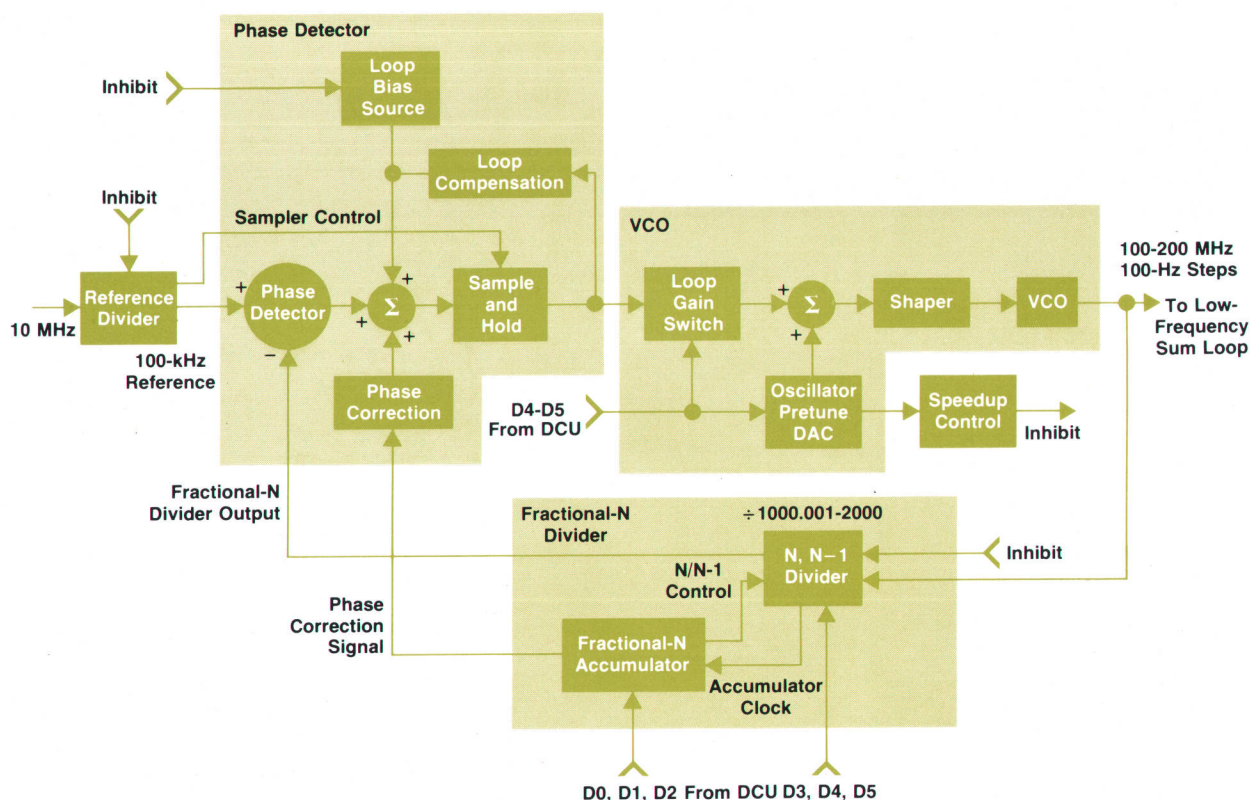 Phase Detector
Inhibit
Loop
Bias
Source
Loop
Compensation
Inhibit
Sampler Control
10 MHz
Reference
Divider
100-kHz
Reference
+
Phase
Detector
−
+
+
Σ
+
Sample
and
Hold
Phase
Correction
VCO
Loop
Gain
Switch
+
Σ
+
Shaper
VCO
100-200 MHz
100-Hz Steps
To Low-
Frequency
Sum Loop
D4-D5
From DCU
Oscillator
Pretune
DAC
Speedup
Control
Inhibit
Fractional-N
Divider Output
Fractional-N
Divider
÷1000.001-2000
N, N−1
Divider
Inhibit
N/N-1
Control
Phase
Correction
Signal
Fractional-N
Accumulator
Accumulator
Clock
D0, D1, D2 From DCU D3, D4, D5